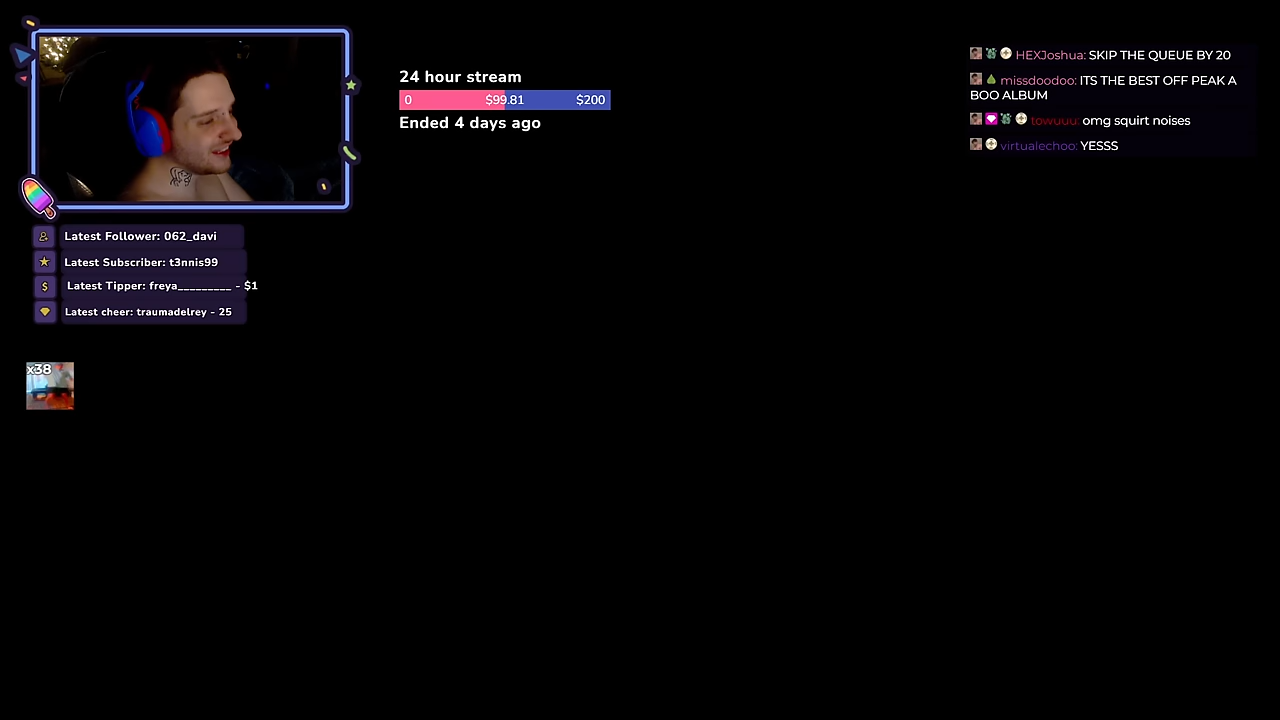 24 hour stream
0 $99.81 $200
Ended 4 days ago
HEXJoshua: SKIP THE QUEUE BY 20
missdoodoo: ITS THE BEST OFF PEAK A
BOO ALBUM
towuuu: omg squirt noises
virtualechoo: YESSS
Latest Follower: 062_davi
Latest Subscriber: t3nnis99
Latest Tipper: freya_________ - $1
Latest cheer: traumadelrey - 25
x38